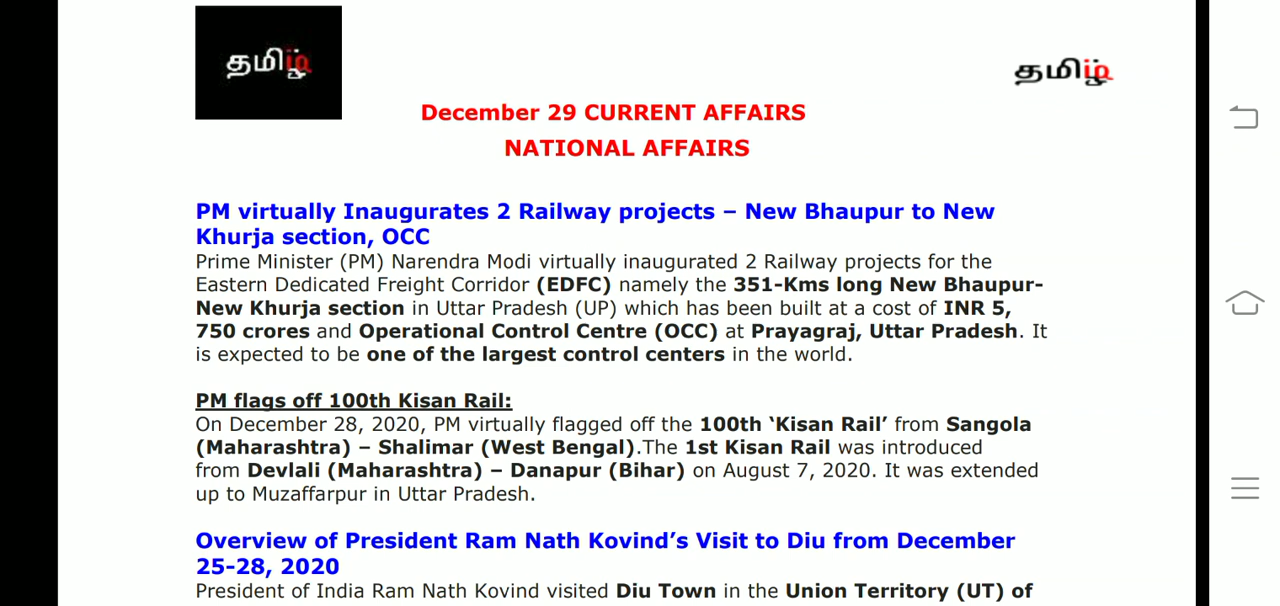 தமிழ்
தமிழ்
December 29 CURRENT AFFAIRS
NATIONAL AFFAIRS
PM virtually Inaugurates 2 Railway projects – New Bhaupur to New
Khurja section, OCC
Prime Minister (PM) Narendra Modi virtually inaugurated 2 Railway projects for the
Eastern Dedicated Freight Corridor (EDFC) namely the 351-Kms long New Bhaupur-
New Khurja section in Uttar Pradesh (UP) which has been built at a cost of INR 5,
750 crores and Operational Control Centre (OCC) at Prayagraj, Uttar Pradesh. It
is expected to be one of the largest control centers in the world.
PM flags off 100th Kisan Rail:
On December 28, 2020, PM virtually flagged off the 100th ‘Kisan Rail’ from Sangola
(Maharashtra) – Shalimar (West Bengal).The 1st Kisan Rail was introduced
from Devlali (Maharashtra) – Danapur (Bihar) on August 7, 2020. It was extended
up to Muzaffarpur in Uttar Pradesh.
Overview of President Ram Nath Kovind’s Visit to Diu from December
25-28, 2020
President of India Ram Nath Kovind visited Diu Town in the Union Territory (UT) of